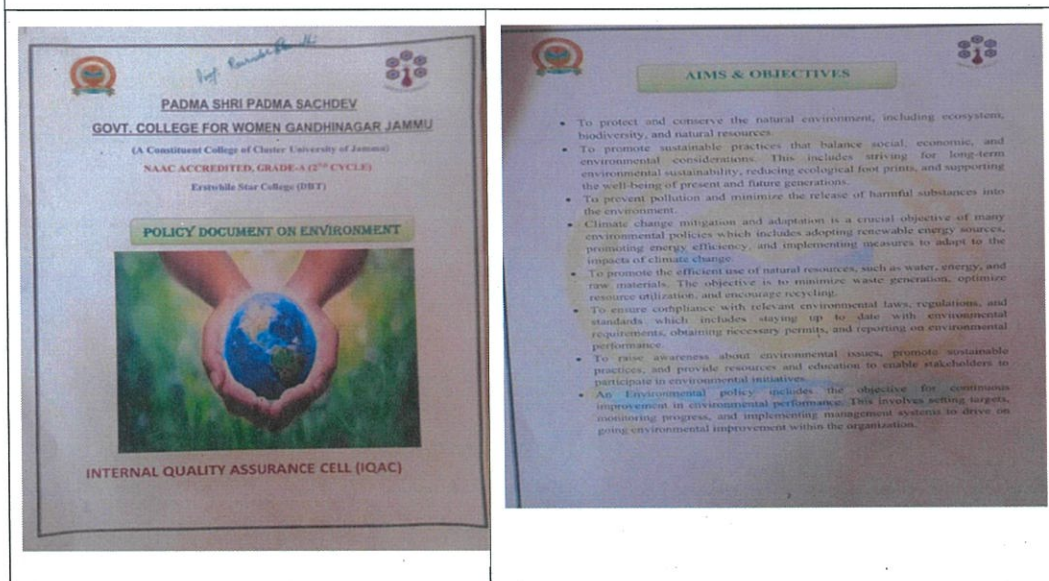 Prof.
PADMA SHRI PADMA SACHDEV
GOVT. COLLEGE FOR WOMEN GANDHINAGAR JAMMU
(A Constituent College of Cluster University of Jammu)
NAAC ACCREDITED, GRADE-A (2ND CYCLE)
Erstwhile Star College (DBT)
POLICY DOCUMENT ON ENVIRONMENT
INTERNAL QUALITY ASSURANCE CELL (IQAC)
AIMS & OBJECTIVES
• To protect and conserve the natural environment, including ecosystem,
biodiversity, and natural resources.
• To promote sustainable practices that balance social, economic, and
environmental considerations. This includes striving for long-term
environmental sustainability, reducing ecological foot prints, and supporting
the well-being of present and future generations.
• To prevent pollution and minimize the release of harmful substances into
the environment.
• Climate change mitigation and adaptation is a crucial objective of many
environmental policies which includes adopting renewable energy sources,
promoting energy efficiency, and implementing measures to adapt to the
impacts of climate change.
• To promote the efficient use of natural resources, such as water, energy, and
raw materials. The objective is to minimize waste generation, optimize
resource utilization, and encourage recycling.
• To ensure compliance with relevant environmental laws, regulations, and
standards which includes staying up to date with environmental
requirements, obtaining necessary permits, and reporting on environmental
performance.
• To raise awareness about environmental issues, promote sustainable
practices, and provide resources and education to enable stakeholders to
participate in environmental initiatives.
• An Environmental policy includes the objective for continuous
improvement in environmental performance. This involves setting targets,
monitoring progress, and implementing management systems to drive on
going environmental improvement within the organization.